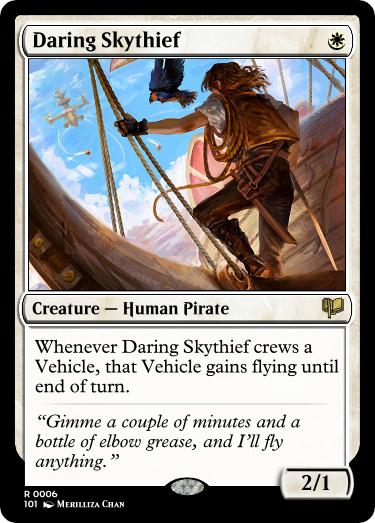 Daring Skythief
Creature — Human Pirate
Whenever Daring Skythief crews a
Vehicle, that Vehicle gains flying until
end of turn.
“Gimme a couple of minutes and a
bottle of elbow grease, and I’ll fly
anything.”
2/1
R 0006
101 Merilliza Chan